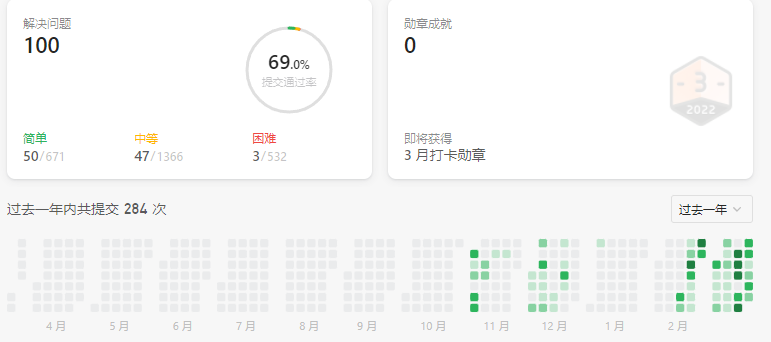 解决问题
100
69.0%
提交通过率
简单
50/671
中等
47/1366
困难
3/532
勋章成就
0
3
2022
即将获得
3 月打卡勋章
过去一年内共提交 284 次
过去一年
4 月 5 月 6 月 7 月 8 月 9 月 10 月 11 月 12 月 1 月 2 月